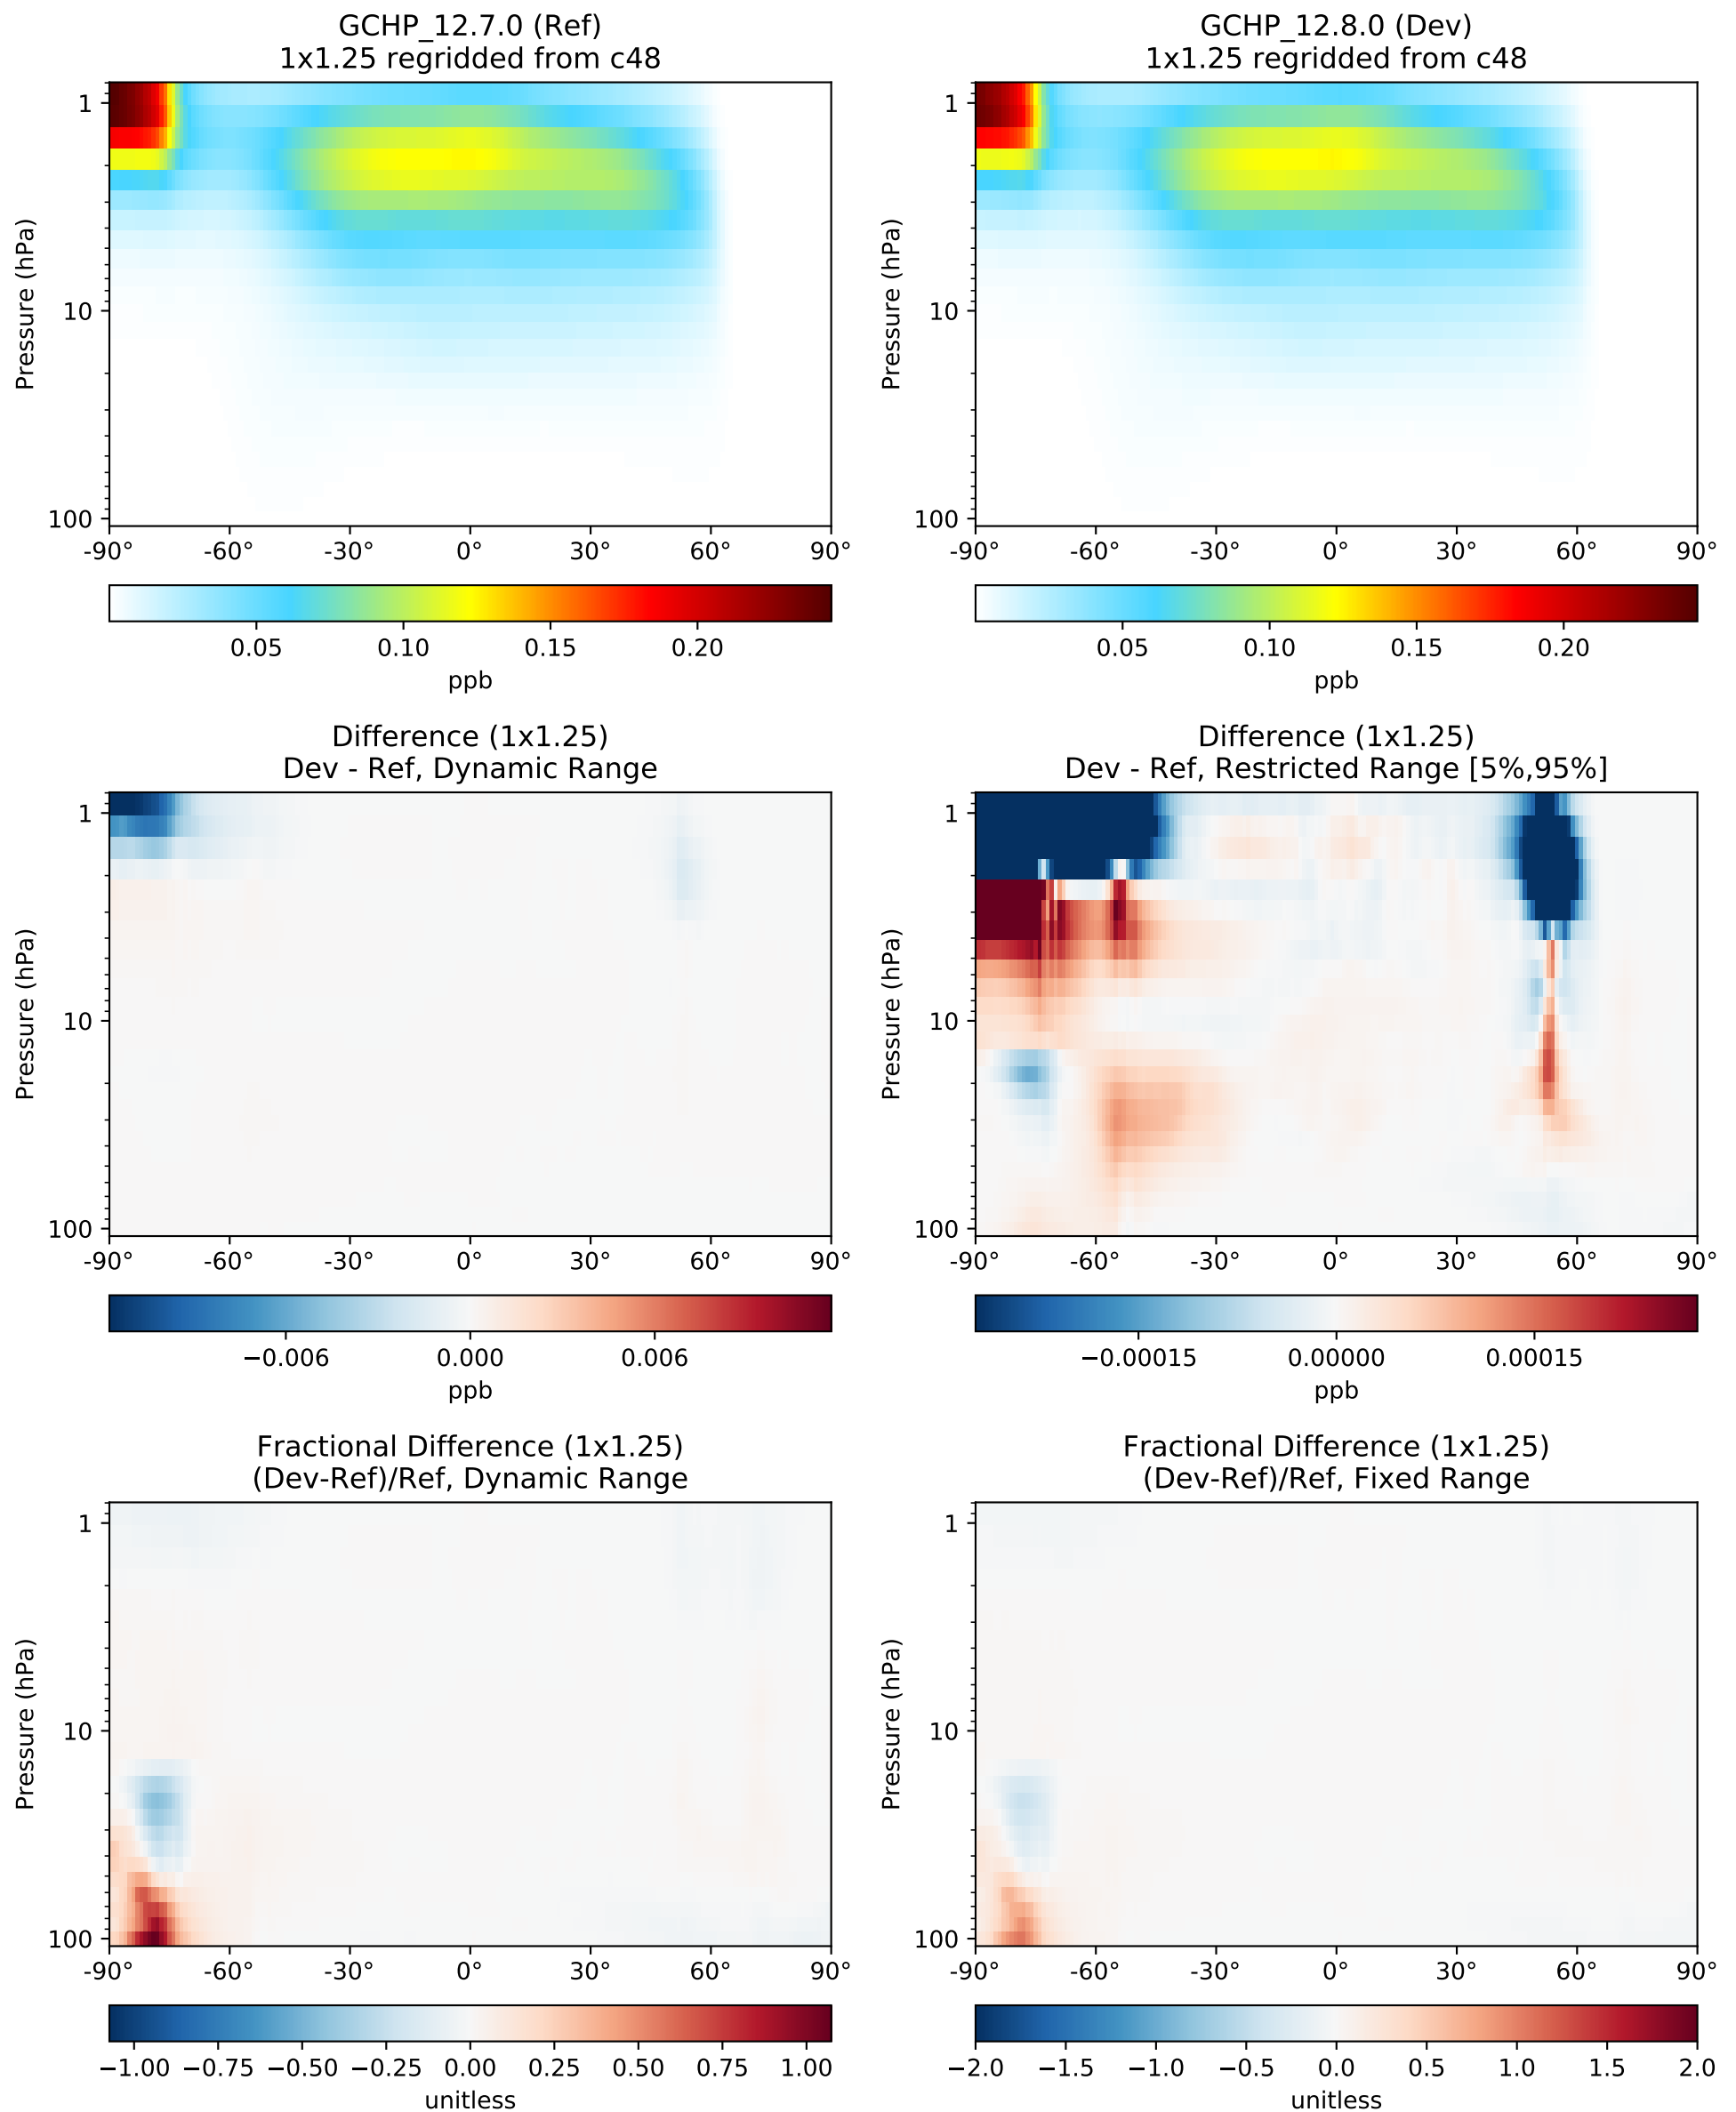 GCHP_12.7.0 (Ref)
1x1.25 regridded from c48
Pressure (hPa)
1
10
100
-90° -60° -30° 0° 30° 60° 90°
0.05 0.10 0.15 0.20
ppb
GCHP_12.8.0 (Dev)
1x1.25 regridded from c48
Pressure (hPa)
1
10
100
-90° -60° -30° 0° 30° 60° 90°
0.05 0.10 0.15 0.20
ppb
Difference (1x1.25)
Dev - Ref, Dynamic Range
Pressure (hPa)
1
10
100
-90° -60° -30° 0° 30° 60° 90°
−0.006 0.000 0.006
ppb
Difference (1x1.25)
Dev - Ref, Restricted Range [5%,95%]
Pressure (hPa)
1
10
100
-90° -60° -30° 0° 30° 60° 90°
−0.00015 0.00000 0.00015
ppb
Fractional Difference (1x1.25)
(Dev-Ref)/Ref, Dynamic Range
Pressure (hPa)
1
10
100
-90° -60° -30° 0° 30° 60° 90°
−1.00 −0.75 −0.50 −0.25 0.00 0.25 0.50 0.75 1.00
unitless
Fractional Difference (1x1.25)
(Dev-Ref)/Ref, Fixed Range
Pressure (hPa)
1
10
100
-90° -60° -30° 0° 30° 60° 90°
−2.0 −1.5 −1.0 −0.5 0.0 0.5 1.0 1.5 2.0
unitless